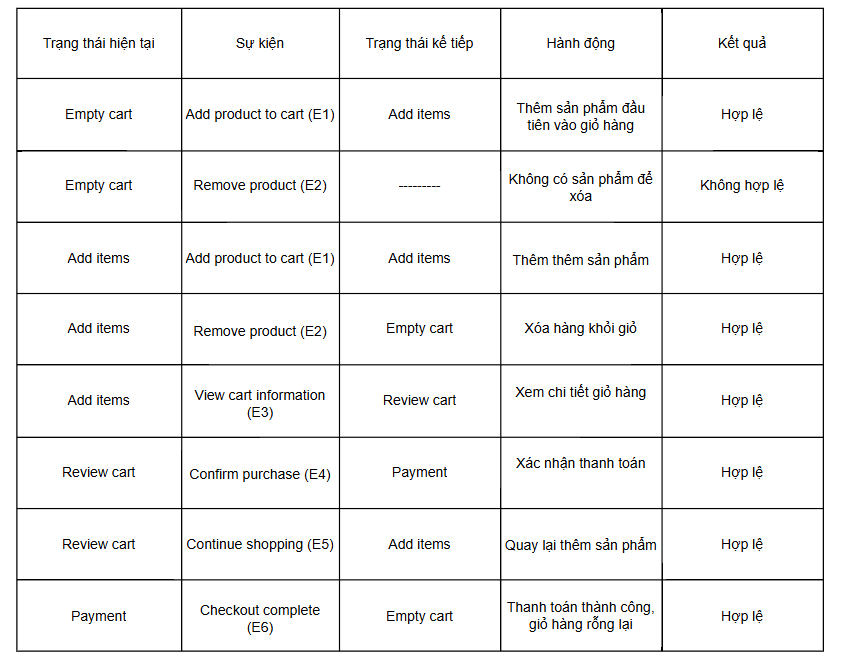 Trạng thái hiện tại
Sự kiện
Trạng thái kế tiếp
Hành động
Kết quả
Empty cart
Add product to cart (E1)
Add items
Thêm sản phẩm đầu
tiên vào giỏ hàng
Hợp lệ
Empty cart
Remove product (E2)
---------
Không có sản phẩm để
xóa
Không hợp lệ
Add items
Add product to cart (E1)
Add items
Thêm thêm sản phẩm
Hợp lệ
Add items
Remove product (E2)
Empty cart
Xóa hàng khỏi giỏ
Hợp lệ
Add items
View cart information
(E3)
Review cart
Xem chi tiết giỏ hàng
Hợp lệ
Review cart
Confirm purchase (E4)
Payment
Xác nhận thanh toán
Hợp lệ
Review cart
Continue shopping (E5)
Add items
Quay lại thêm sản phẩm
Hợp lệ
Payment
Checkout complete
(E6)
Empty cart
Thanh toán thành công,
giỏ hàng rỗng lại
Hợp lệ